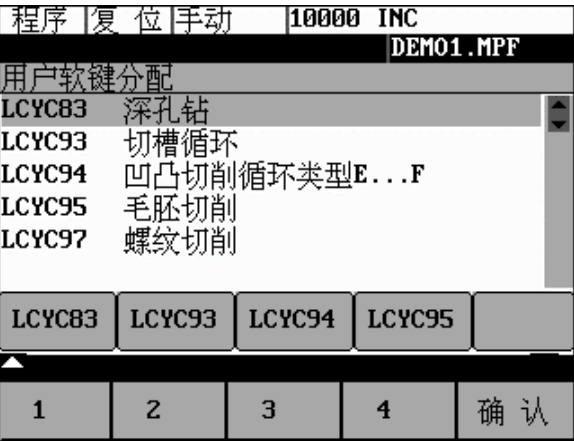 程序 复 位 手动 10000 INC
DEMO1.MPF
用户软键分配
LCYC83 深孔钻
LCYC93 切槽循环
LCYC94 凹凸切削循环类型E...F
LCYC95 毛胚切削
LCYC97 螺纹切削
LCYC83 LCYC93 LCYC94 LCYC95
1 2 3 4 确 认